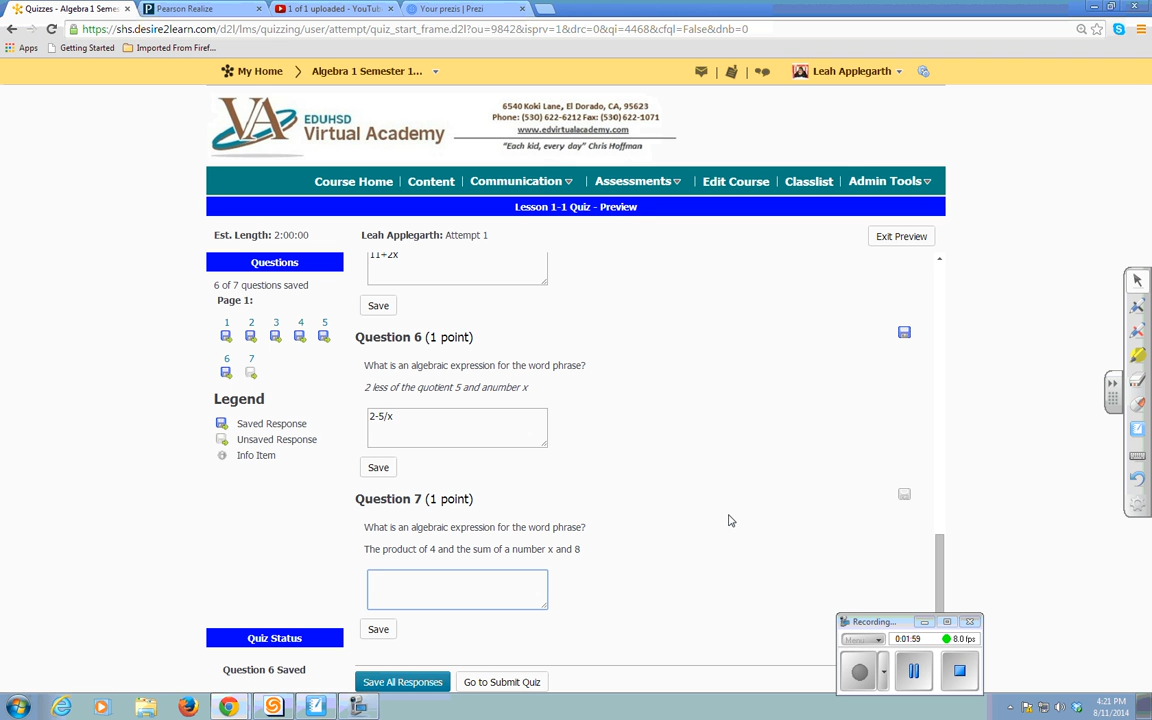 Quizzes - Algebra 1 Semes
Pearson Realize
1 of 1 uploaded - YouTube
Your prezis | Prezi
https://shs.desire2learn.com/d2l/lms/quizzing/user/attempt/quiz_start_frame.d2l?ou=9842&isprv=1&drc=0&qi=4468&cfql=False&dnb=0
Apps
Getting Started
Imported From Firef...
My Home
Algebra 1 Semester 1...
Leah Applegarth
VA
EDUHSD
Virtual Academy
6540 Koki Lane, El Dorado, CA, 95623
Phone: (530) 622-6212 Fax: (530) 622-1071
www.edvirtualacademy.com
“Each kid, every day” Chris Hoffman
Course Home
Content
Communication
Assessments
Edit Course
Classlist
Admin Tools
Lesson 1-1 Quiz - Preview
Est. Length: 2:00:00
Leah Applegarth: Attempt 1
Exit Preview
Questions
6 of 7 questions saved
Page 1:
1 2 3 4 5
6 7
Legend
Saved Response
Unsaved Response
Info Item
11+2x
Save
Question 6 (1 point)
What is an algebraic expression for the word phrase?
2 less of the quotient 5 and anumber x
2-5/x
Save
Question 7 (1 point)
What is an algebraic expression for the word phrase?
The product of 4 and the sum of a number x and 8
Save
Quiz Status
Question 6 Saved
Save All Responses
Go to Submit Quiz
Recording...
Menu
0:01:59
8.0 fps
4:21 PM
8/11/2014